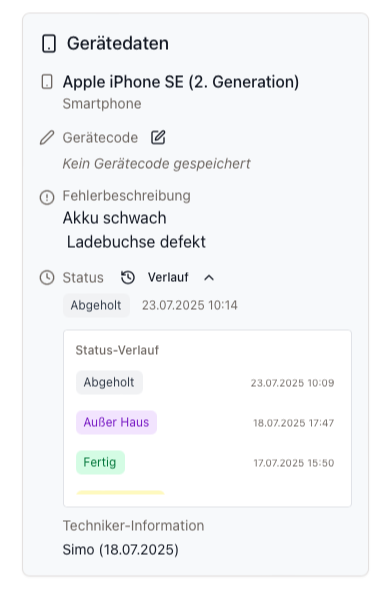 Gerätedaten
Apple iPhone SE (2. Generation)
Smartphone
Gerätecode
Kein Gerätecode gespeichert
Fehlerbeschreibung
Akku schwach
Ladebuchse defekt
Status Verlauf
Abgeholt 23.07.2025 10:14
Status-Verlauf
Abgeholt 23.07.2025 10:09
Außer Haus 18.07.2025 17:47
Fertig 17.07.2025 15:50
Techniker-Information
Simo (18.07.2025)